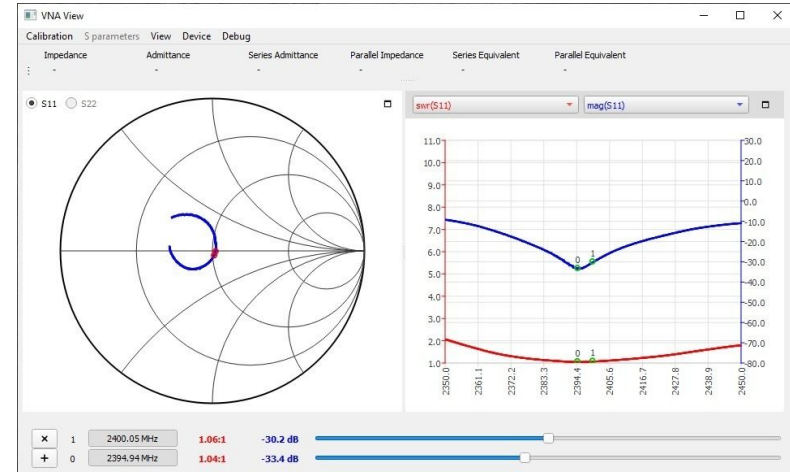 VNA View
Calibration S parameters View Device Debug
Impedance Admittance Series Admittance Parallel Impedance Series Equivalent Parallel Equivalent
- - - - - -
S11 S22
swr(S11) mag(S11)
11.0 30.0
10.0 20.0
9.0 10.0
8.0 0.0
7.0 -10.0
6.0 -20.0
5.0 -30.0
4.0 -40.0
3.0 -50.0
2.0 -60.0
1.0 -70.0
-80.0
0 1
0 1
2350.0 2361.1 2372.2 2383.3 2394.4 2405.6 2416.7 2427.8 2438.9 2450.0
× 1 2400.05 MHz 1.06:1 -30.2 dB
+ 0 2394.94 MHz 1.04:1 -33.4 dB